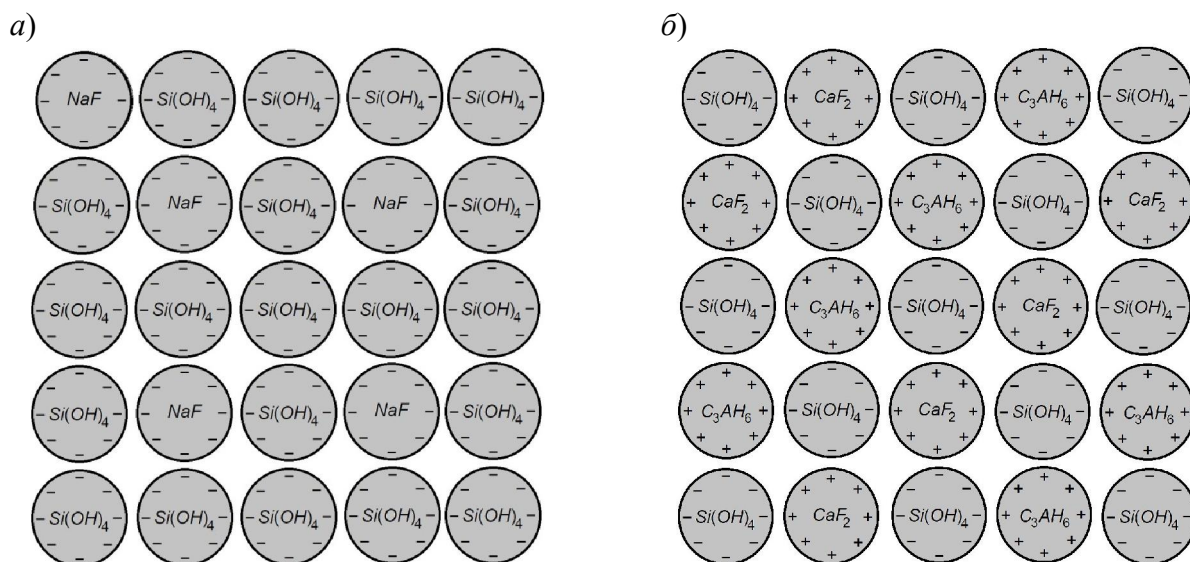 а) б)
NaF Si(OH)4 Si(OH)4 Si(OH)4 Si(OH)4 Si(OH)4 CaF2 Si(OH)4 C3AH6 Si(OH)4
Si(OH)4 NaF Si(OH)4 NaF Si(OH)4 CaF2 Si(OH)4 C3AH6 Si(OH)4 CaF2
Si(OH)4 Si(OH)4 Si(OH)4 Si(OH)4 Si(OH)4 Si(OH)4 C3AH6 Si(OH)4 CaF2 Si(OH)4
Si(OH)4 NaF Si(OH)4 NaF Si(OH)4 C3AH6 Si(OH)4 CaF2 Si(OH)4 C3AH6
Si(OH)4 Si(OH)4 Si(OH)4 Si(OH)4 Si(OH)4 Si(OH)4 CaF2 Si(OH)4 C3AH6 Si(OH)4